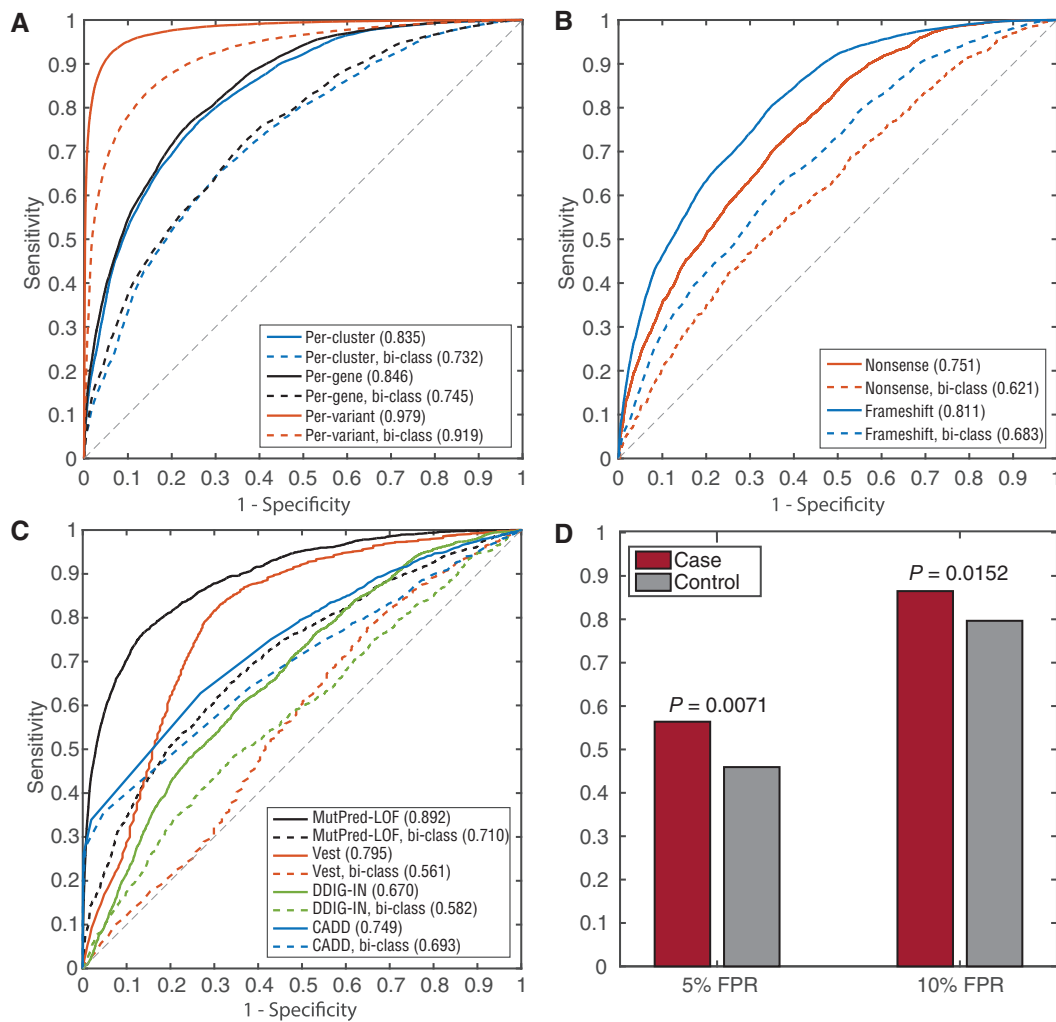 A
Sensitivity
1
0.9
0.8
0.7
0.6
0.5
0.4
0.3
0.2
0.1
0
Per-cluster (0.835)
Per-cluster, bi-class (0.732)
Per-gene (0.846)
Per-gene, bi-class (0.745)
Per-variant (0.979)
Per-variant, bi-class (0.919)
0 0.1 0.2 0.3 0.4 0.5 0.6 0.7 0.8 0.9 1
1 - Specificity
B
Sensitivity
1
0.9
0.8
0.7
0.6
0.5
0.4
0.3
0.2
0.1
0
Nonsense (0.751)
Nonsense, bi-class (0.621)
Frameshift (0.811)
Frameshift, bi-class (0.683)
0 0.1 0.2 0.3 0.4 0.5 0.6 0.7 0.8 0.9 1
1 - Specificity
C
Sensitivity
1
0.9
0.8
0.7
0.6
0.5
0.4
0.3
0.2
0.1
0
MutPred-LOF (0.892)
MutPred-LOF, bi-class (0.710)
Vest (0.795)
Vest, bi-class (0.561)
DDIG-IN (0.670)
DDIG-IN, bi-class (0.582)
CADD (0.749)
CADD, bi-class (0.693)
0 0.1 0.2 0.3 0.4 0.5 0.6 0.7 0.8 0.9 1
1 - Specificity
D
1
0.9
0.8
0.7
0.6
0.5
0.4
0.3
0.2
0.1
0
Case
Control
P = 0.0071
P = 0.0152
5% FPR 10% FPR